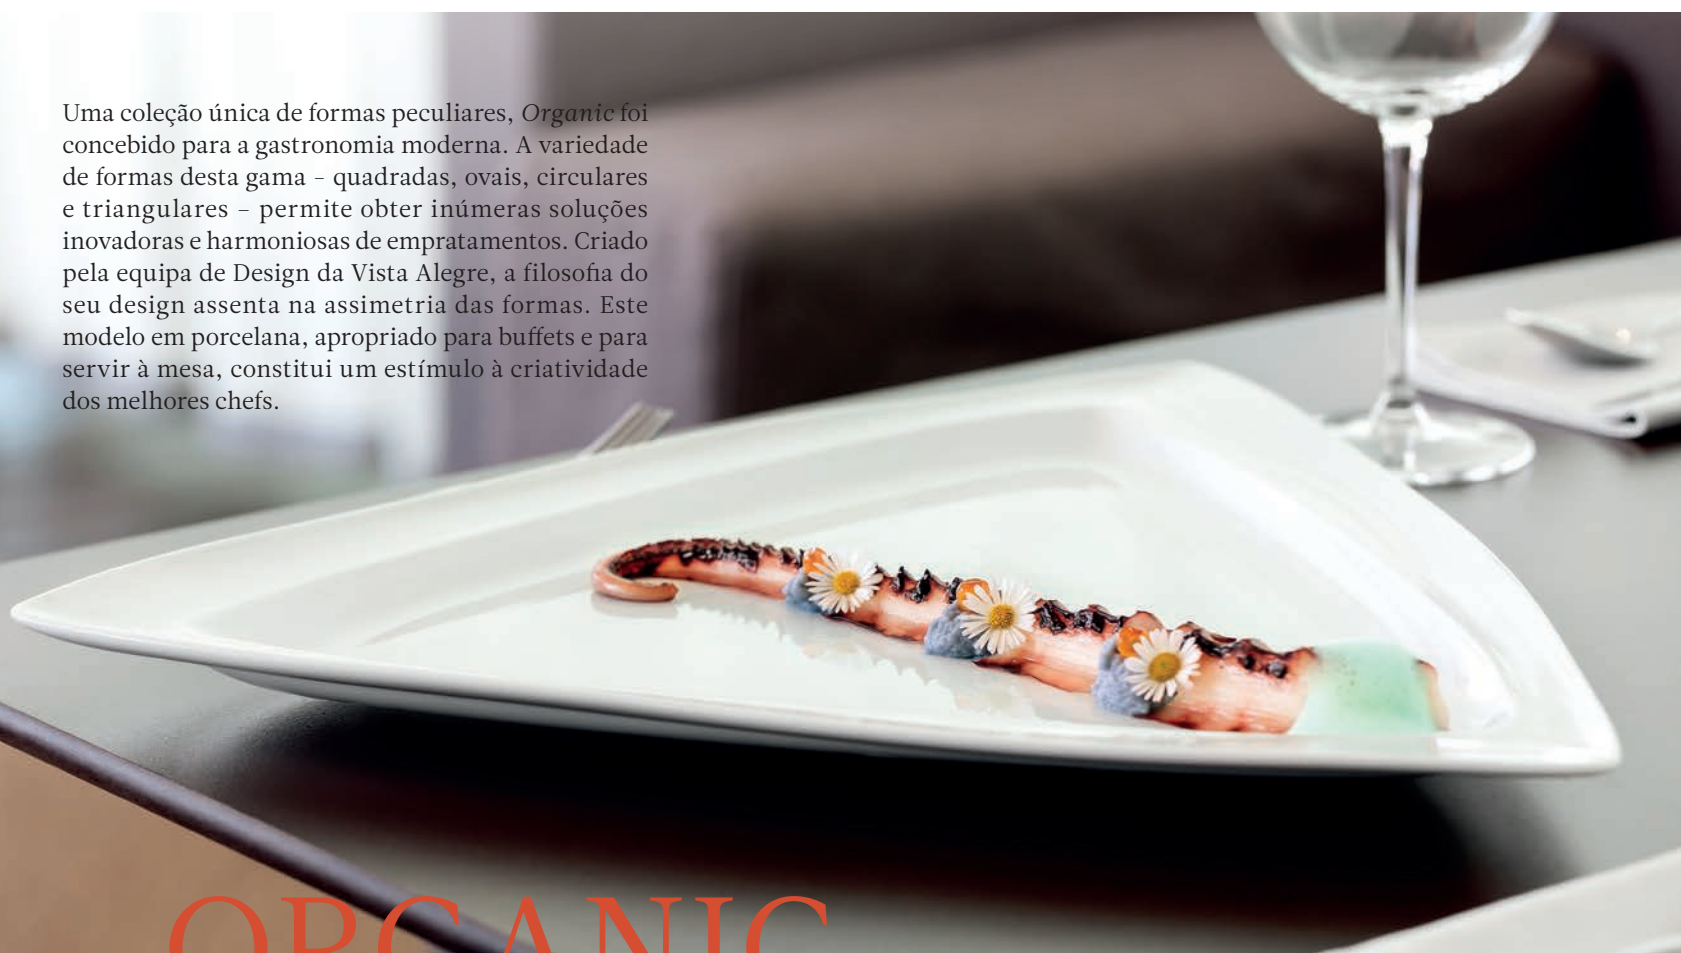 Uma coleção única de formas peculiares, Organic foi
concebido para a gastronomia moderna. A variedade
de formas desta gama – quadradas, ovais, circulares
e triangulares – permite obter inúmeras soluções
inovadoras e harmoniosas de empratamentos. Criado
pela equipa de Design da Vista Alegre, a filosofia do
seu design assenta na assimetria das formas. Este
modelo em porcelana, apropriado para buffets e para
servir à mesa, constitui um estímulo à criatividade
dos melhores chefs.
ORGANIC